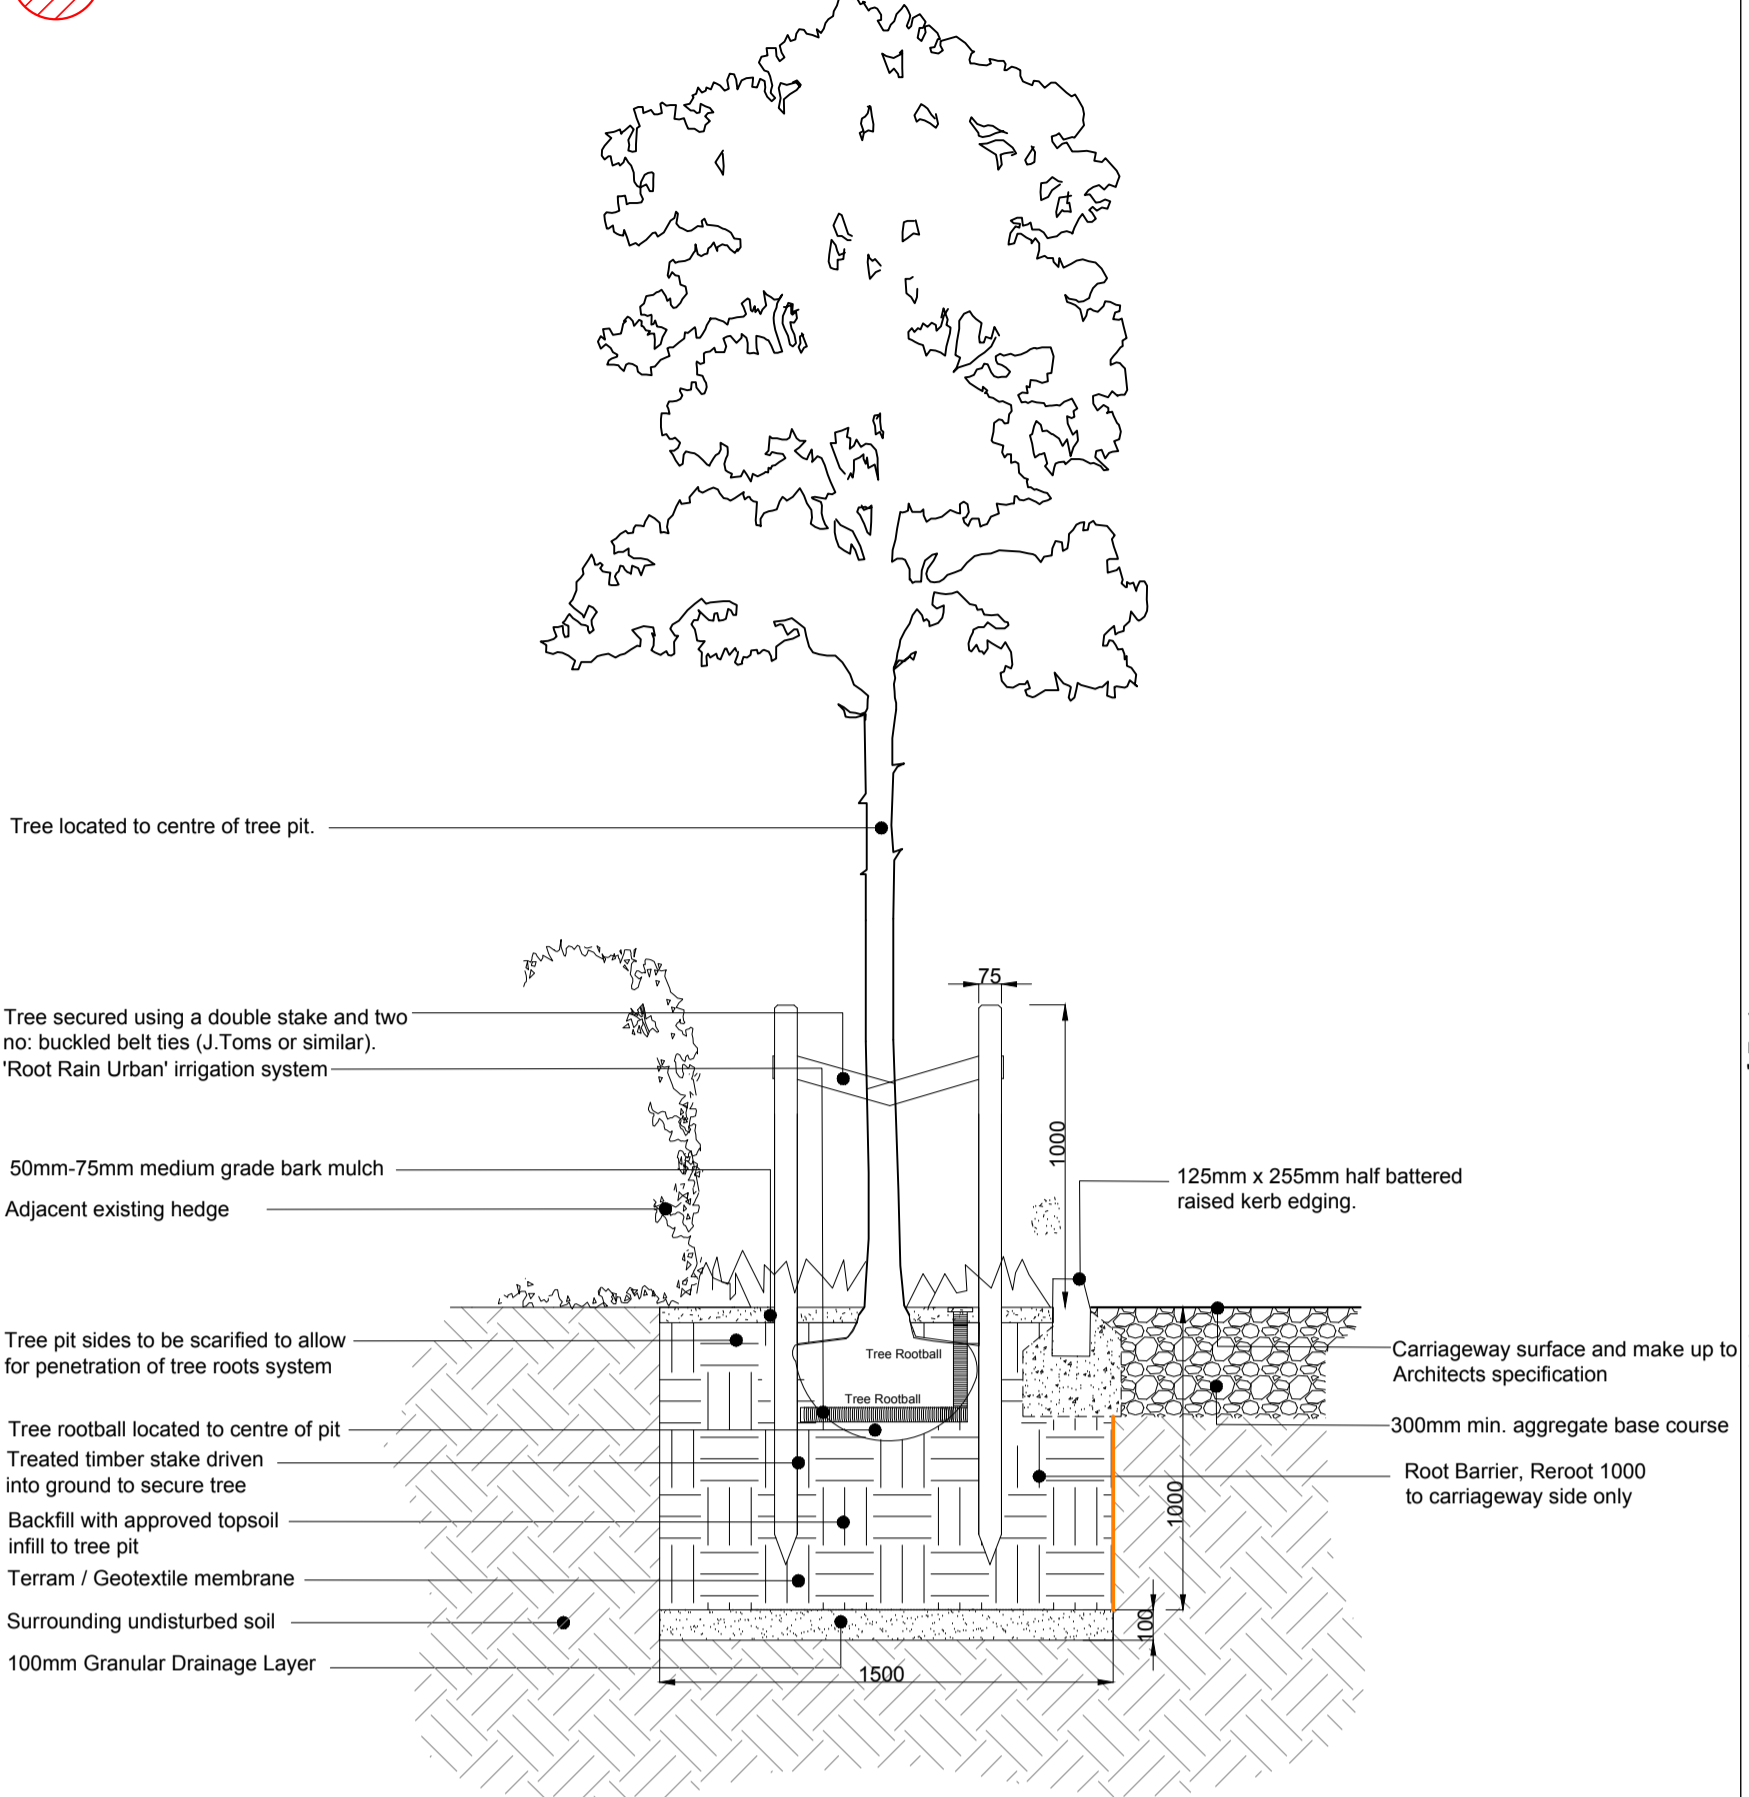 Tree located to centre of tree pit.
Tree secured using a double stake and two
no: buckled belt ties (J.Toms or similar).
'Root Rain Urban' irrigation system
50mm-75mm medium grade bark mulch
Adjacent existing hedge
Tree pit sides to be scarified to allow
for penetration of tree roots system
Tree rootball located to centre of pit
Treated timber stake driven
into ground to secure tree
Backfill with approved topsoil
infill to tree pit
Terram / Geotextile membrane
Surrounding undisturbed soil
100mm Granular Drainage Layer
75
1000
Tree Rootball
Tree Rootball
1000
100
1500
125mm x 255mm half battered
raised kerb edging.
Carriageway surface and make up to
Architects specification
300mm min. aggregate base course
Root Barrier, Reroot 1000
to carriageway side only